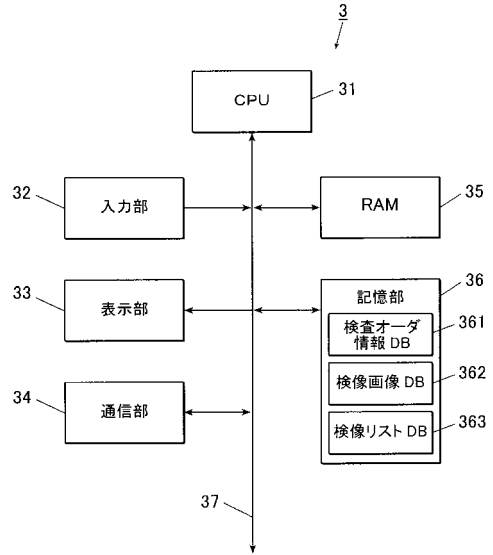 3
CPU
31
32
入力部
RAM
35
33
表示部
記憶部
36
検査オーダ
情報 DB
361
検像画像 DB
362
34
通信部
検像リスト DB
363
37